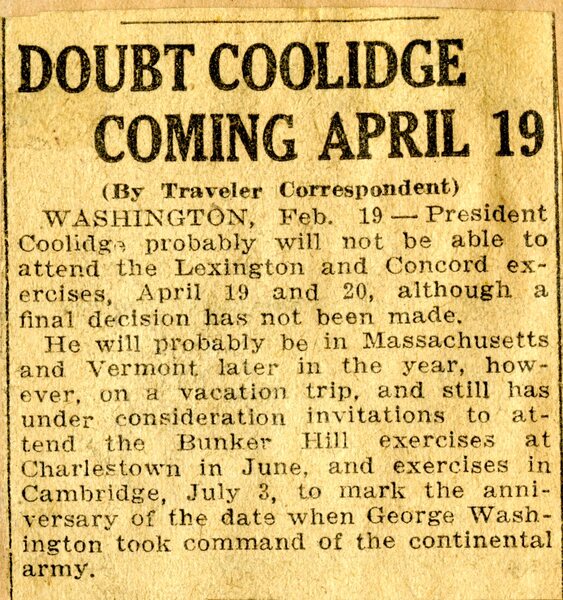 DOUBT COOLIDGE
COMING APRIL 19
(By Traveler Correspondent)
WASHINGTON, Feb. 19 — President
Coolidge probably will not be able to
attend the Lexington and Concord ex-
ercises, April 19 and 20, although a
final decision has not been made.
He will probably be in Massachusetts
and Vermont later in the year, how-
ever, on a vacation trip, and still has
under consideration invitations to at-
tend the Bunker Hill exercises at
Charlestown in June, and exercises in
Cambridge, July 3, to mark the anni-
versary of the date when George Wash-
ington took command of the continental
army.